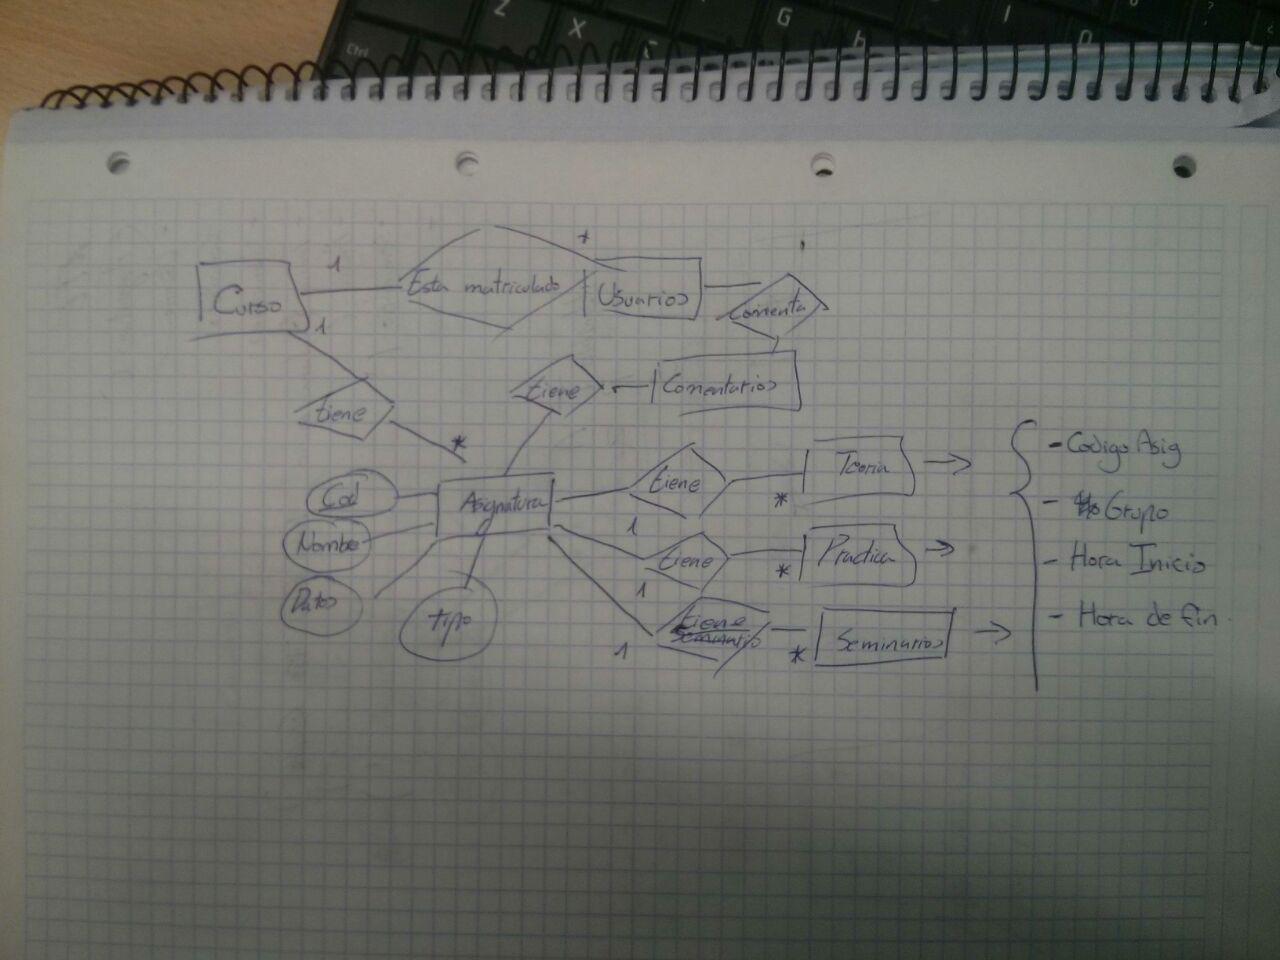 Ctrl
Z
X
G
1
*
Curso
Esta matriculado
Usuarios
Comenta
1
tiene
tiene
Comentarios
*
Cod
Asignatura
tiene
Teoria
1
*
Nombre
tiene
Practica
1
*
Datos
tipo
tiene
Seminario
Seminarios
1
*
- Codigo Asig
- Grupo
- Hora Inicio
- Hora de fin.